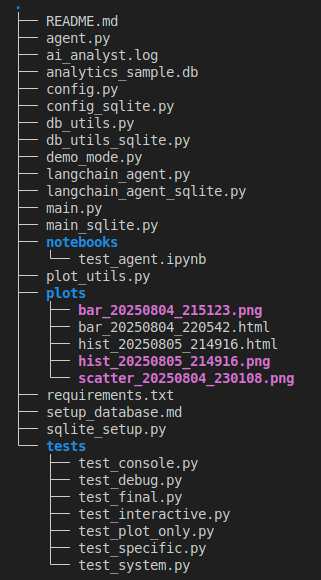 .
├── README.md
├── agent.py
├── ai_analyst.log
├── analytics_sample.db
├── config.py
├── config_sqlite.py
├── db_utils.py
├── db_utils_sqlite.py
├── demo_mode.py
├── langchain_agent.py
├── langchain_agent_sqlite.py
├── main.py
├── main_sqlite.py
├── notebooks
│   └── test_agent.ipynb
├── plot_utils.py
├── plots
│   ├── bar_20250804_215123.png
│   ├── bar_20250804_220542.html
│   ├── hist_20250805_214916.html
│   ├── hist_20250805_214916.png
│   └── scatter_20250804_230108.png
├── requirements.txt
├── setup_database.md
├── sqlite_setup.py
└── tests
    ├── test_console.py
    ├── test_debug.py
    ├── test_final.py
    ├── test_interactive.py
    ├── test_plot_only.py
    ├── test_specific.py
    └── test_system.py